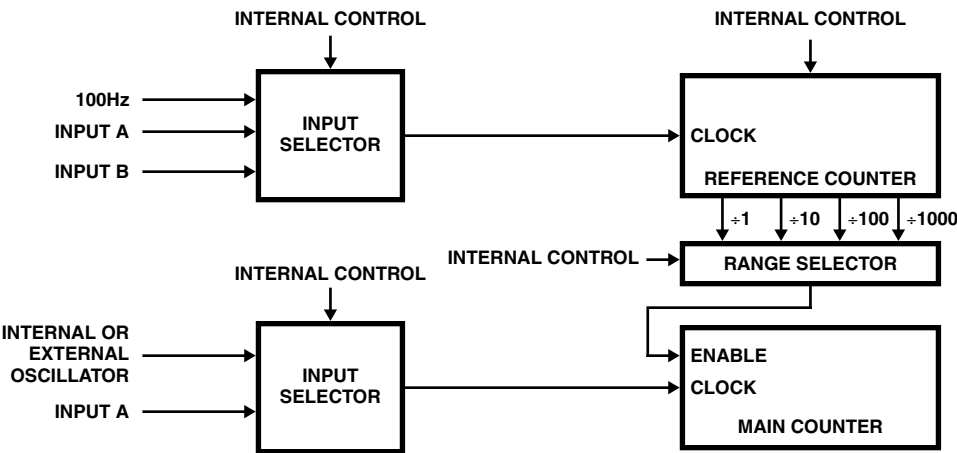 INTERNAL CONTROL
INTERNAL CONTROL
100Hz
INPUT A
INPUT B
INPUT
SELECTOR
CLOCK
REFERENCE COUNTER
÷1
÷10
÷100
÷1000
INTERNAL CONTROL
RANGE SELECTOR
INTERNAL CONTROL
INTERNAL OR
EXTERNAL
OSCILLATOR
INPUT A
INPUT
SELECTOR
ENABLE
CLOCK
MAIN COUNTER